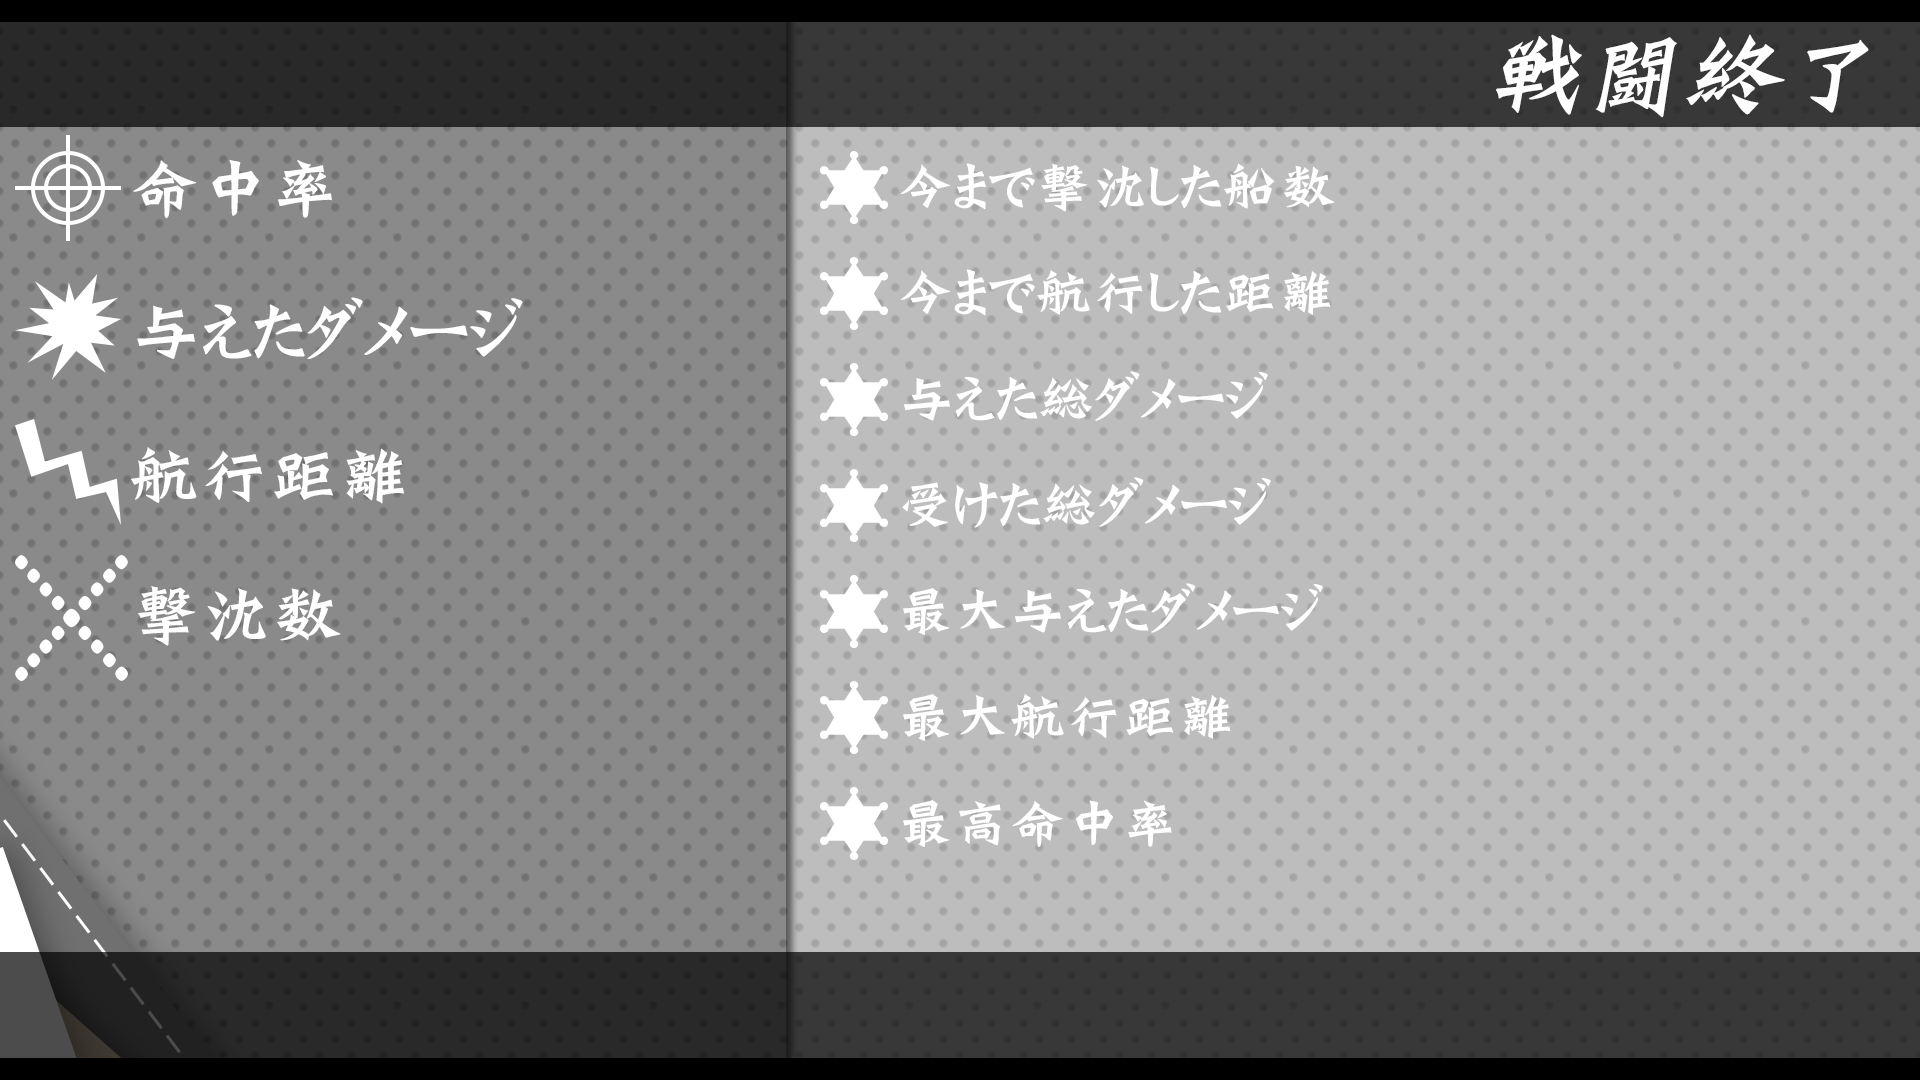 戦闘終了
命中率
与えたダメージ
航行距離
撃沈数
今まで撃沈した船数
今まで航行した距離
与えた総ダメージ
受けた総ダメージ
最大与えたダメージ
最大航行距離
最高命中率